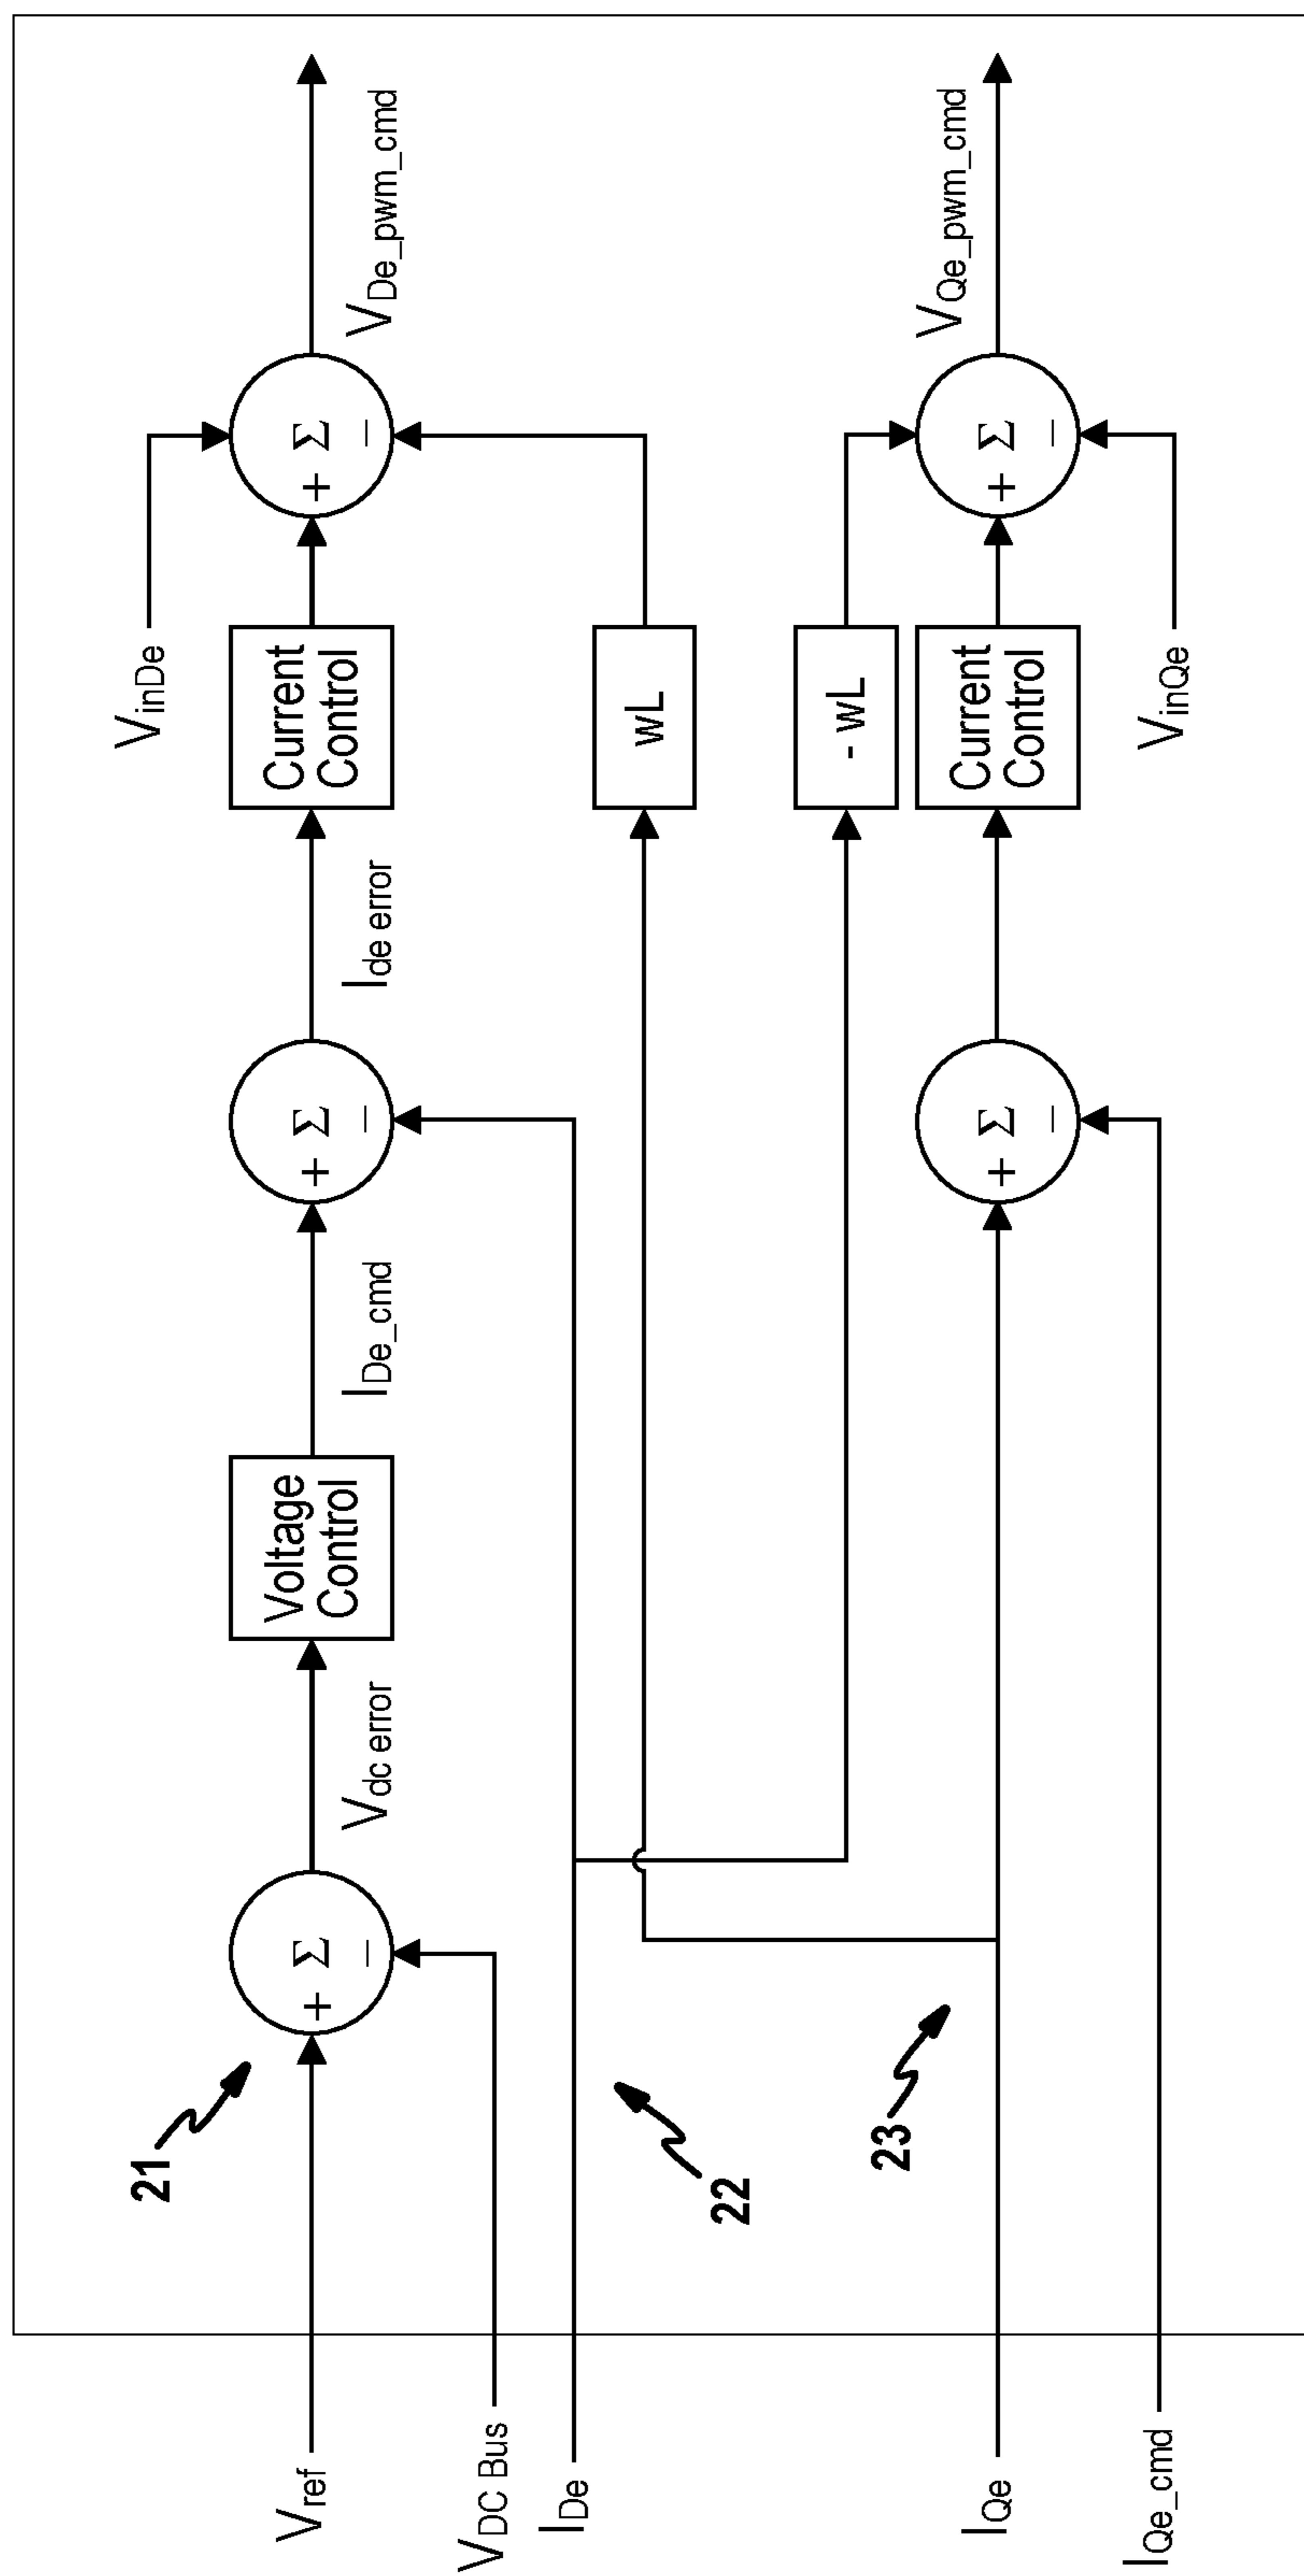 V_inDe
21
V_ref
+ Σ −
V_dc error
Voltage
Control
I_De_cmd
+ Σ −
I_de error
Current
Control
+ Σ −
V_De_pwm_cmd
V_DC Bus
I_De
22
wL
- wL
23
I_Qe
+ Σ −
Current
Control
+ Σ −
V_Qe_pwm_cmd
I_Qe_cmd
V_inQe